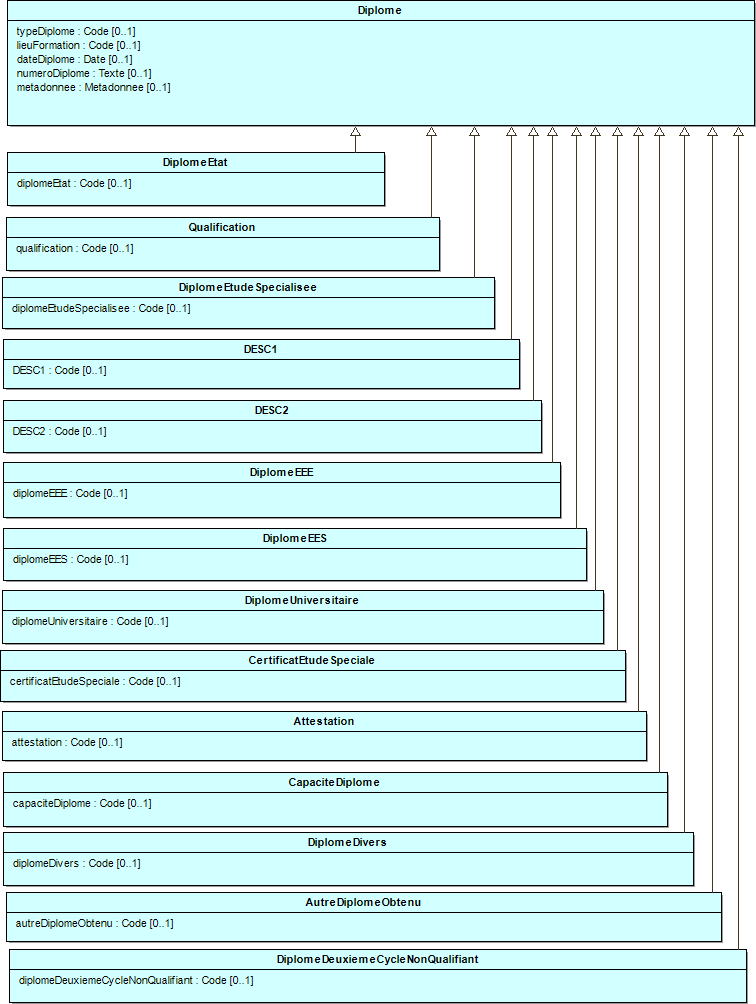 Diplome
typeDiplome : Code [0..1]
lieuFormation : Code [0..1]
dateDiplome : Date [0..1]
numeroDiplome : Texte [0..1]
metadonnee : Metadonnee [0..1]
DiplomeEtat
diplomeEtat : Code [0..1]
Qualification
qualification : Code [0..1]
DiplomeEtudeSpecialisee
diplomeEtudeSpecialisee : Code [0..1]
DESC1
DESC1 : Code [0..1]
DESC2
DESC2 : Code [0..1]
DiplomeEEE
diplomeEEE : Code [0..1]
DiplomeEES
diplomeEES : Code [0..1]
DiplomeUniversitaire
diplomeUniversitaire : Code [0..1]
CertificatEtudeSpeciale
certificatEtudeSpeciale : Code [0..1]
Attestation
attestation : Code [0..1]
CapaciteDiplome
capaciteDiplome : Code [0..1]
DiplomeDivers
diplomeDivers : Code [0..1]
AutreDiplomeObtenu
autreDiplomeObtenu : Code [0..1]
DiplomeDeuxiemeCycleNonQualifiant
diplomeDeuxiemeCycleNonQualifiant : Code [0..1]